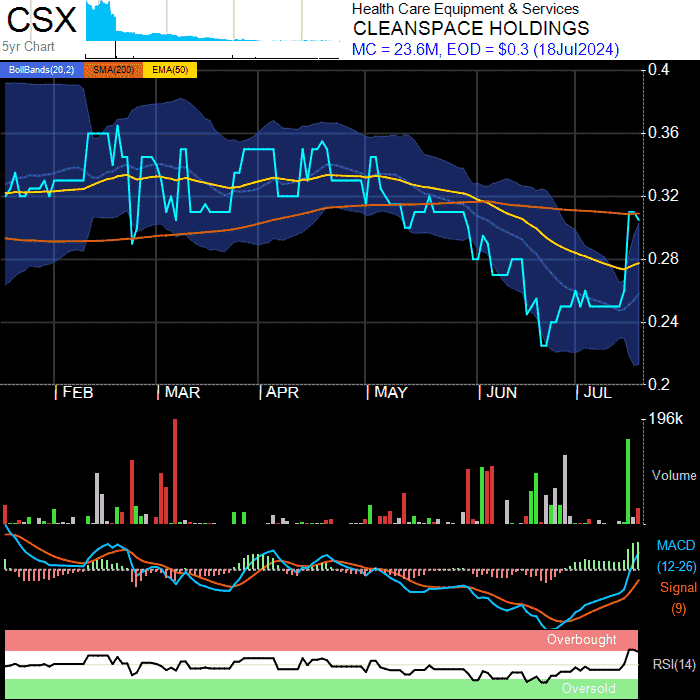 CSX
5yr Chart
Health Care Equipment & Services
CLEANSPACE HOLDINGS
MC = 23.6M, EOD = $0.3 (18Jul2024)
BollBands(20,2) SMA(200) EMA(50)
0.4
0.36
0.32
0.28
0.24
0.2
FEB MAR APR MAY JUN JUL
196k
Volume
MACD
(12-26)
Signal
(9)
Overbought
RSI(14)
Oversold